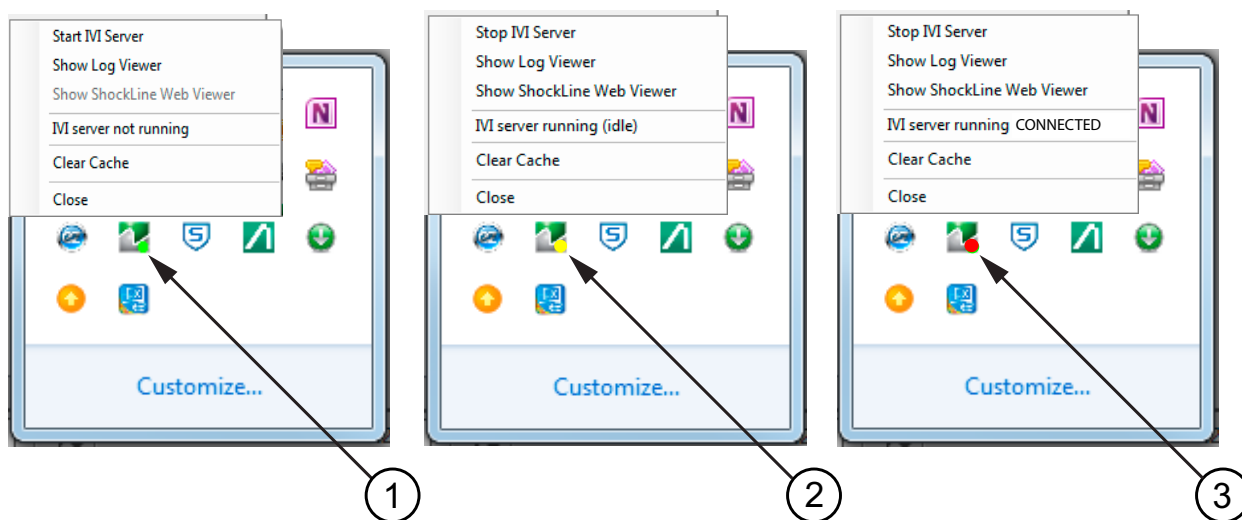 Start IVI Server
Show Log Viewer
Show ShockLine Web Viewer
IVI server not running
Clear Cache
Close
N
S
Customize...
1
Stop IVI Server
Show Log Viewer
Show ShockLine Web Viewer
IVI server running (idle)
Clear Cache
Close
N
S
Customize...
2
Stop IVI Server
Show Log Viewer
Show ShockLine Web Viewer
IVI server running CONNECTED
Clear Cache
Close
N
S
Customize...
3